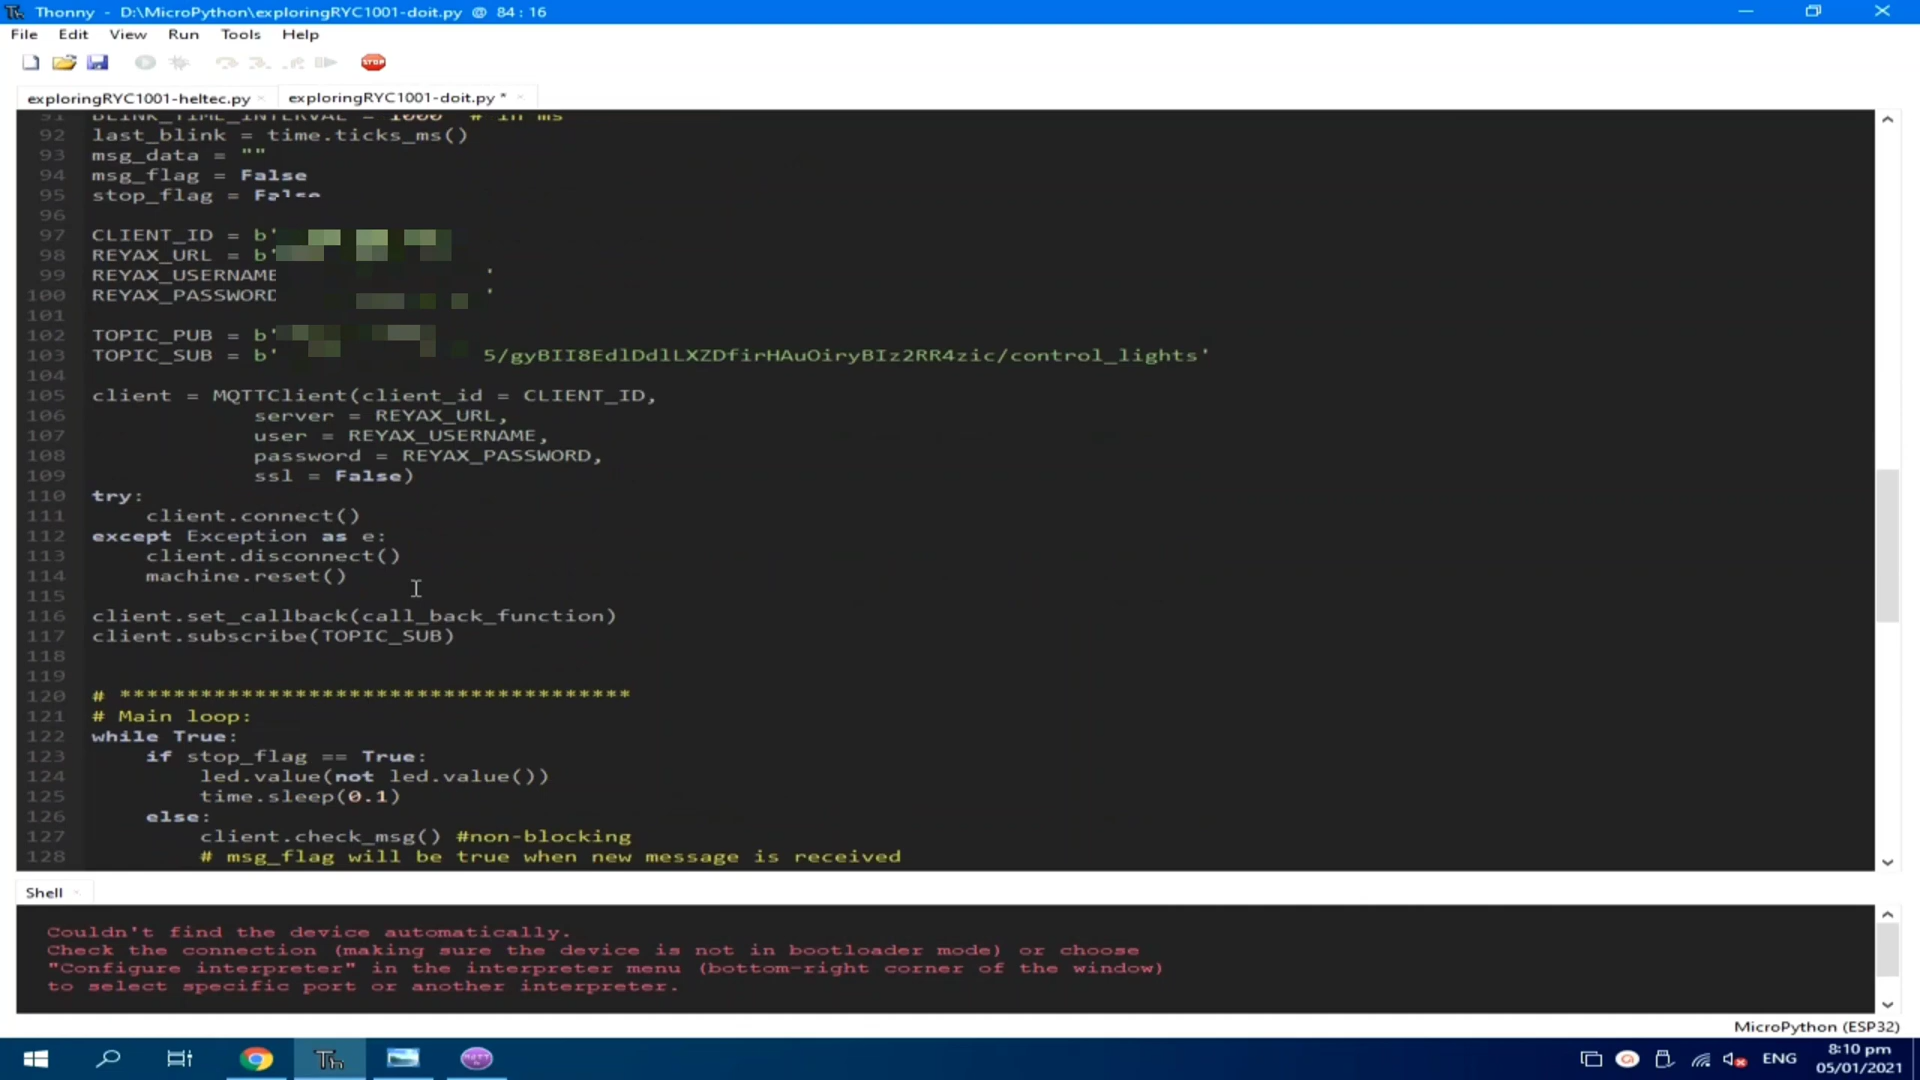 Thonny - D:\MicroPython\exploringRYC1001-doit.py @ 84:16
File Edit View Run Tools Help
STOP
exploringRYC1001-heltec.py
exploringRYC1001-doit.py *
91 BLINK_TIME_INTERVAL = 1000 # in ms
92 last_blink = time.ticks_ms()
93 msg_data = ""
94 msg_flag = False
95 stop_flag = False
96
97 CLIENT_ID = b'
98 REYAX_URL = b'
99 REYAX_USERNAME '
100 REYAX_PASSWORD '
101
102 TOPIC_PUB = b'
103 TOPIC_SUB = b' 5/gyBII8EdlDdlLXZDfirHAuOiryBIz2RR4zic/control_lights'
104
105 client = MQTTClient(client_id = CLIENT_ID,
106 server = REYAX_URL,
107 user = REYAX_USERNAME,
108 password = REYAX_PASSWORD,
109 ssl = False)
110 try:
111 client.connect()
112 except Exception as e:
113 client.disconnect()
114 machine.reset()
115
116 client.set_callback(call_back_function)
117 client.subscribe(TOPIC_SUB)
118
119
120 # **************************************
121 # Main loop:
122 while True:
123 if stop_flag == True:
124 led.value(not led.value())
125 time.sleep(0.1)
126 else:
127 client.check_msg() #non-blocking
128 # msg_flag will be true when new message is received
Shell
Couldn't find the device automatically.
Check the connection (making sure the device is not in bootloader mode) or choose
"Configure interpreter" in the interpreter menu (bottom-right corner of the window)
to select specific port or another interpreter.
MicroPython (ESP32)
Th
ENG
8:10 pm
05/01/2021